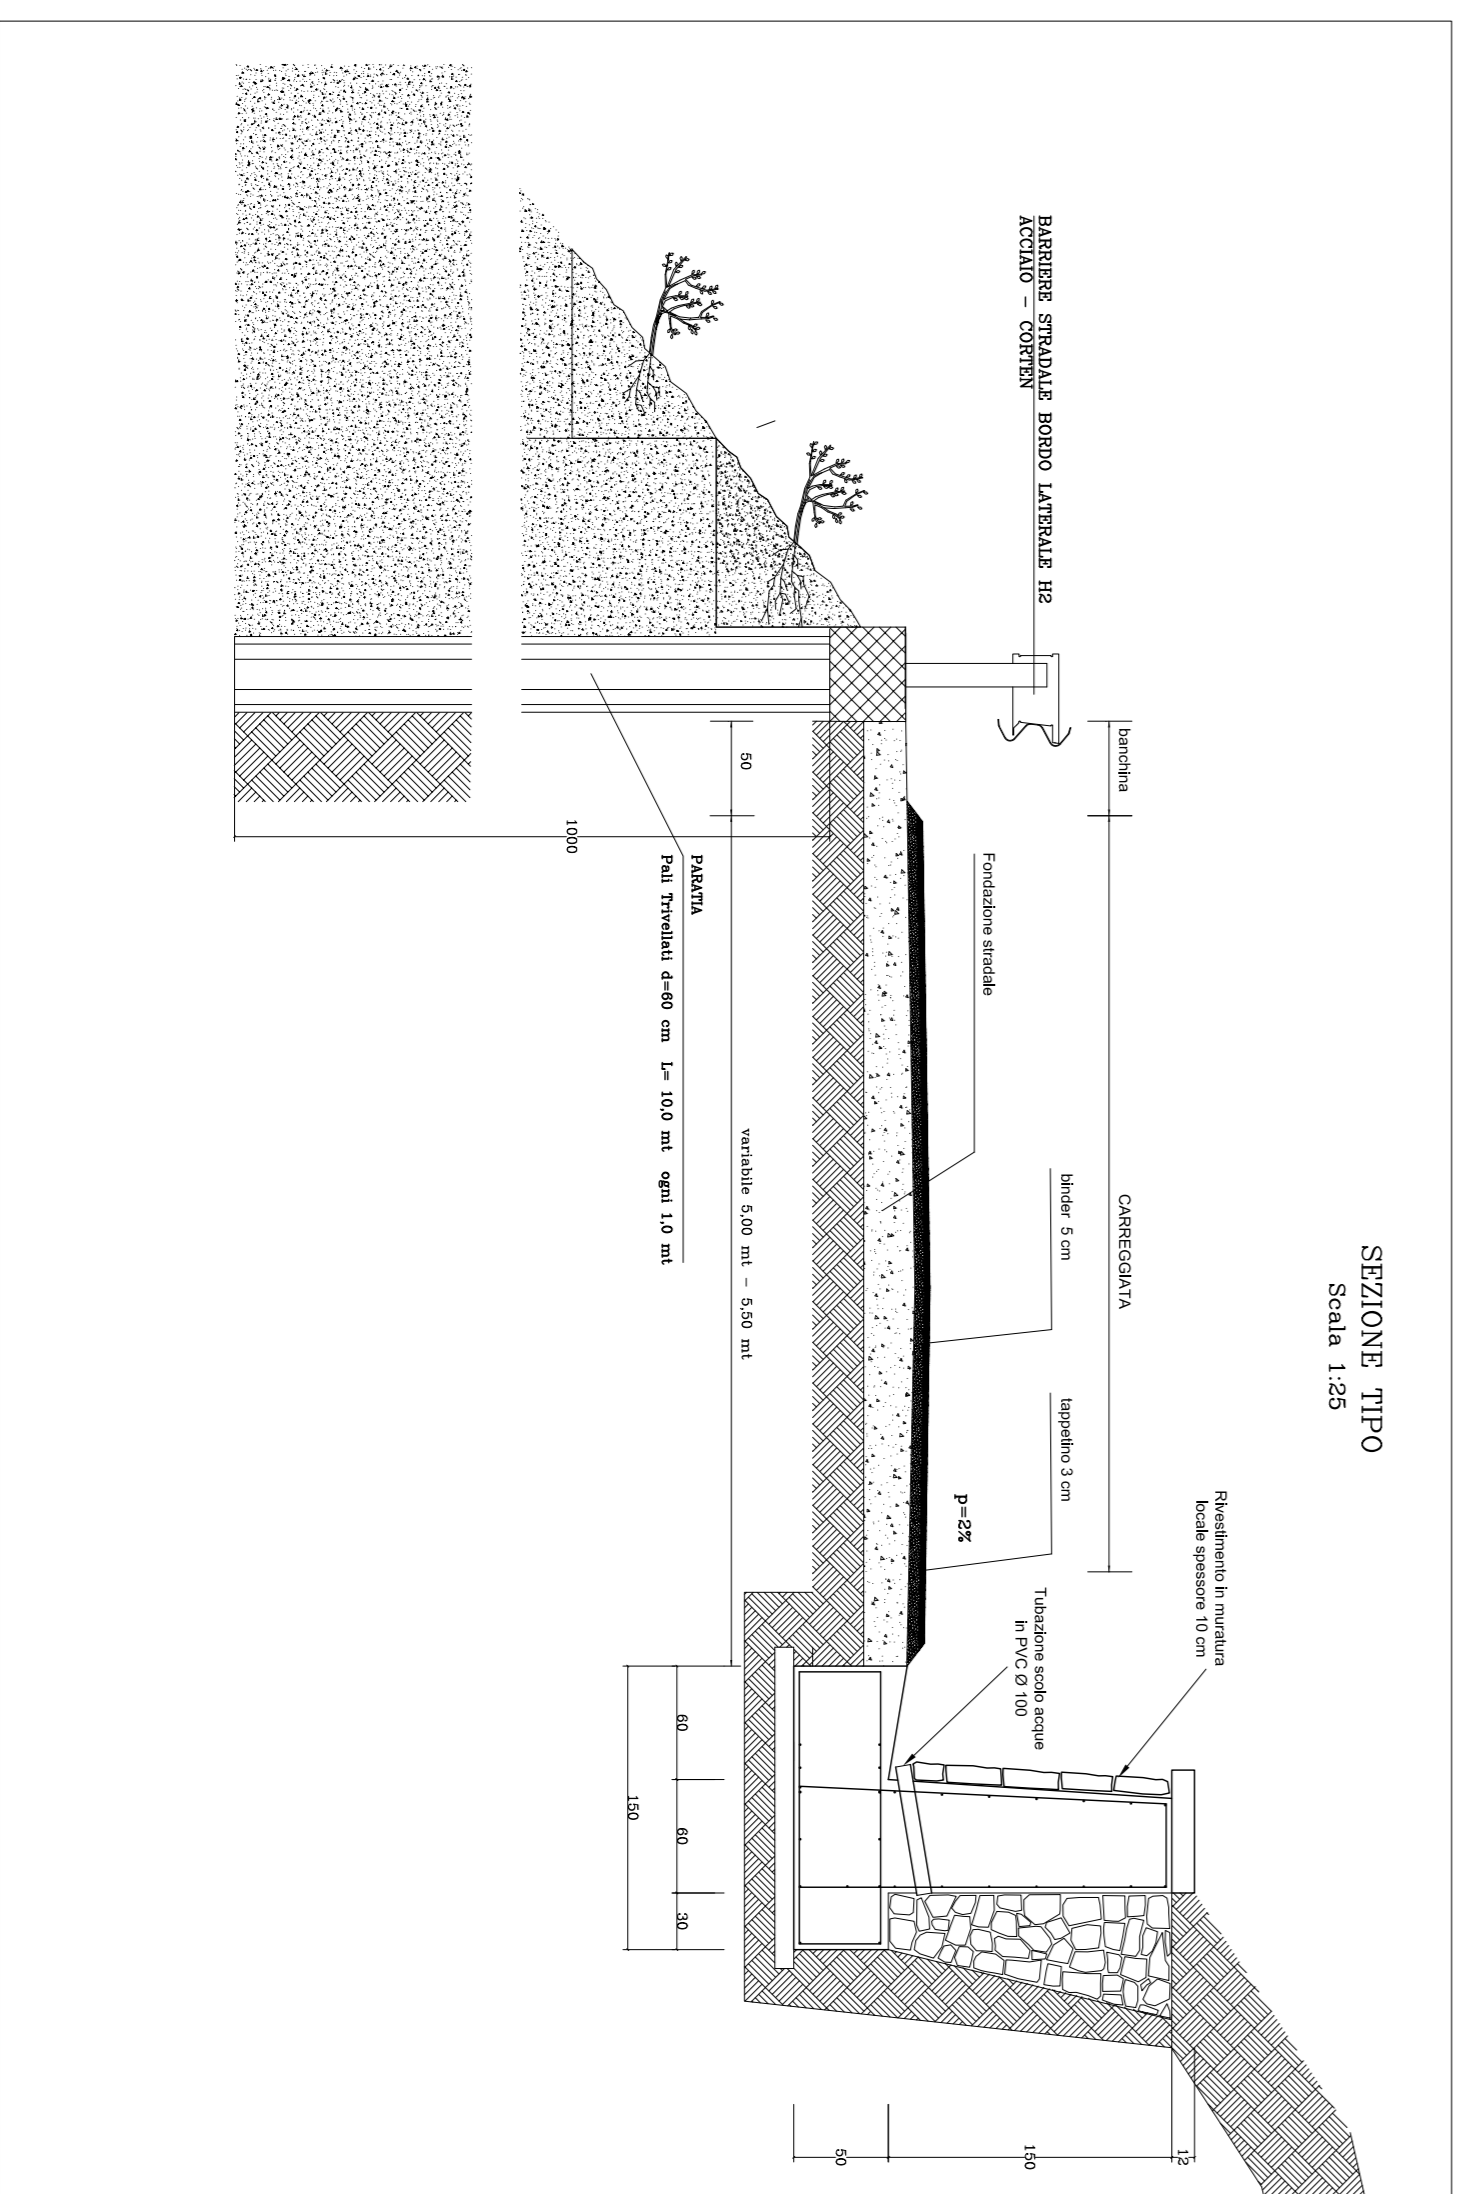 SEZIONE TIPO
Scala 1:25
BARRIERE STRADALE BORDO LATERALE H2
ACCIAIO - CORTEN
banchina
CARREGGIATA
Rivestimento in muratura
locale spessore 10 cm
binder 5 cm
tappetino 3 cm
Fondazione stradale
p=2%
Tubazione scolo acque
in PVC Ø 100
50
variabile 5,00 mt - 5,50 mt
PARATIA
Pali Trivellati d=60 cm L= 10,0 mt ogni 1,0 mt
1000
60
60
30
150
12
150
50